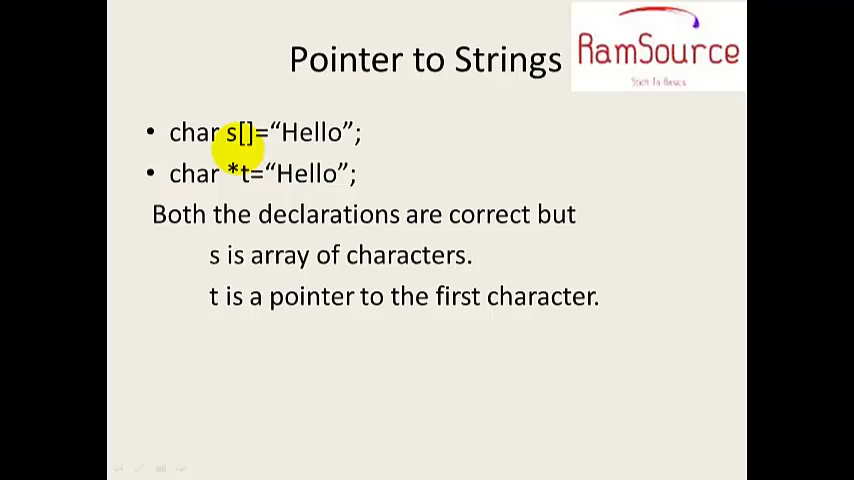 Pointer to Strings
RamSource
• char s[]=“Hello”;
• char *t=“Hello”;
Both the declarations are correct but
s is array of characters.
t is a pointer to the first character.